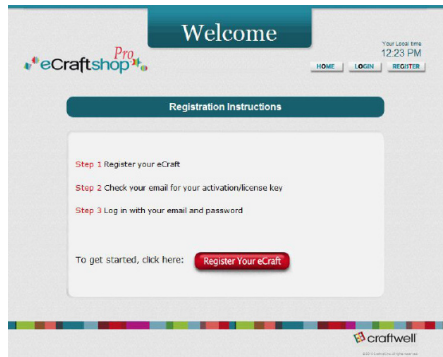 Welcome
Your Local time
12:23 PM
eCraftshop Pro
HOME LOGIN REGISTER
Registration Instructions
Step 1 Register your eCraft
Step 2 Check your email for your activation/license key
Step 3 Log in with your email and password
To get started, click here: Register Your eCraft
craftwell